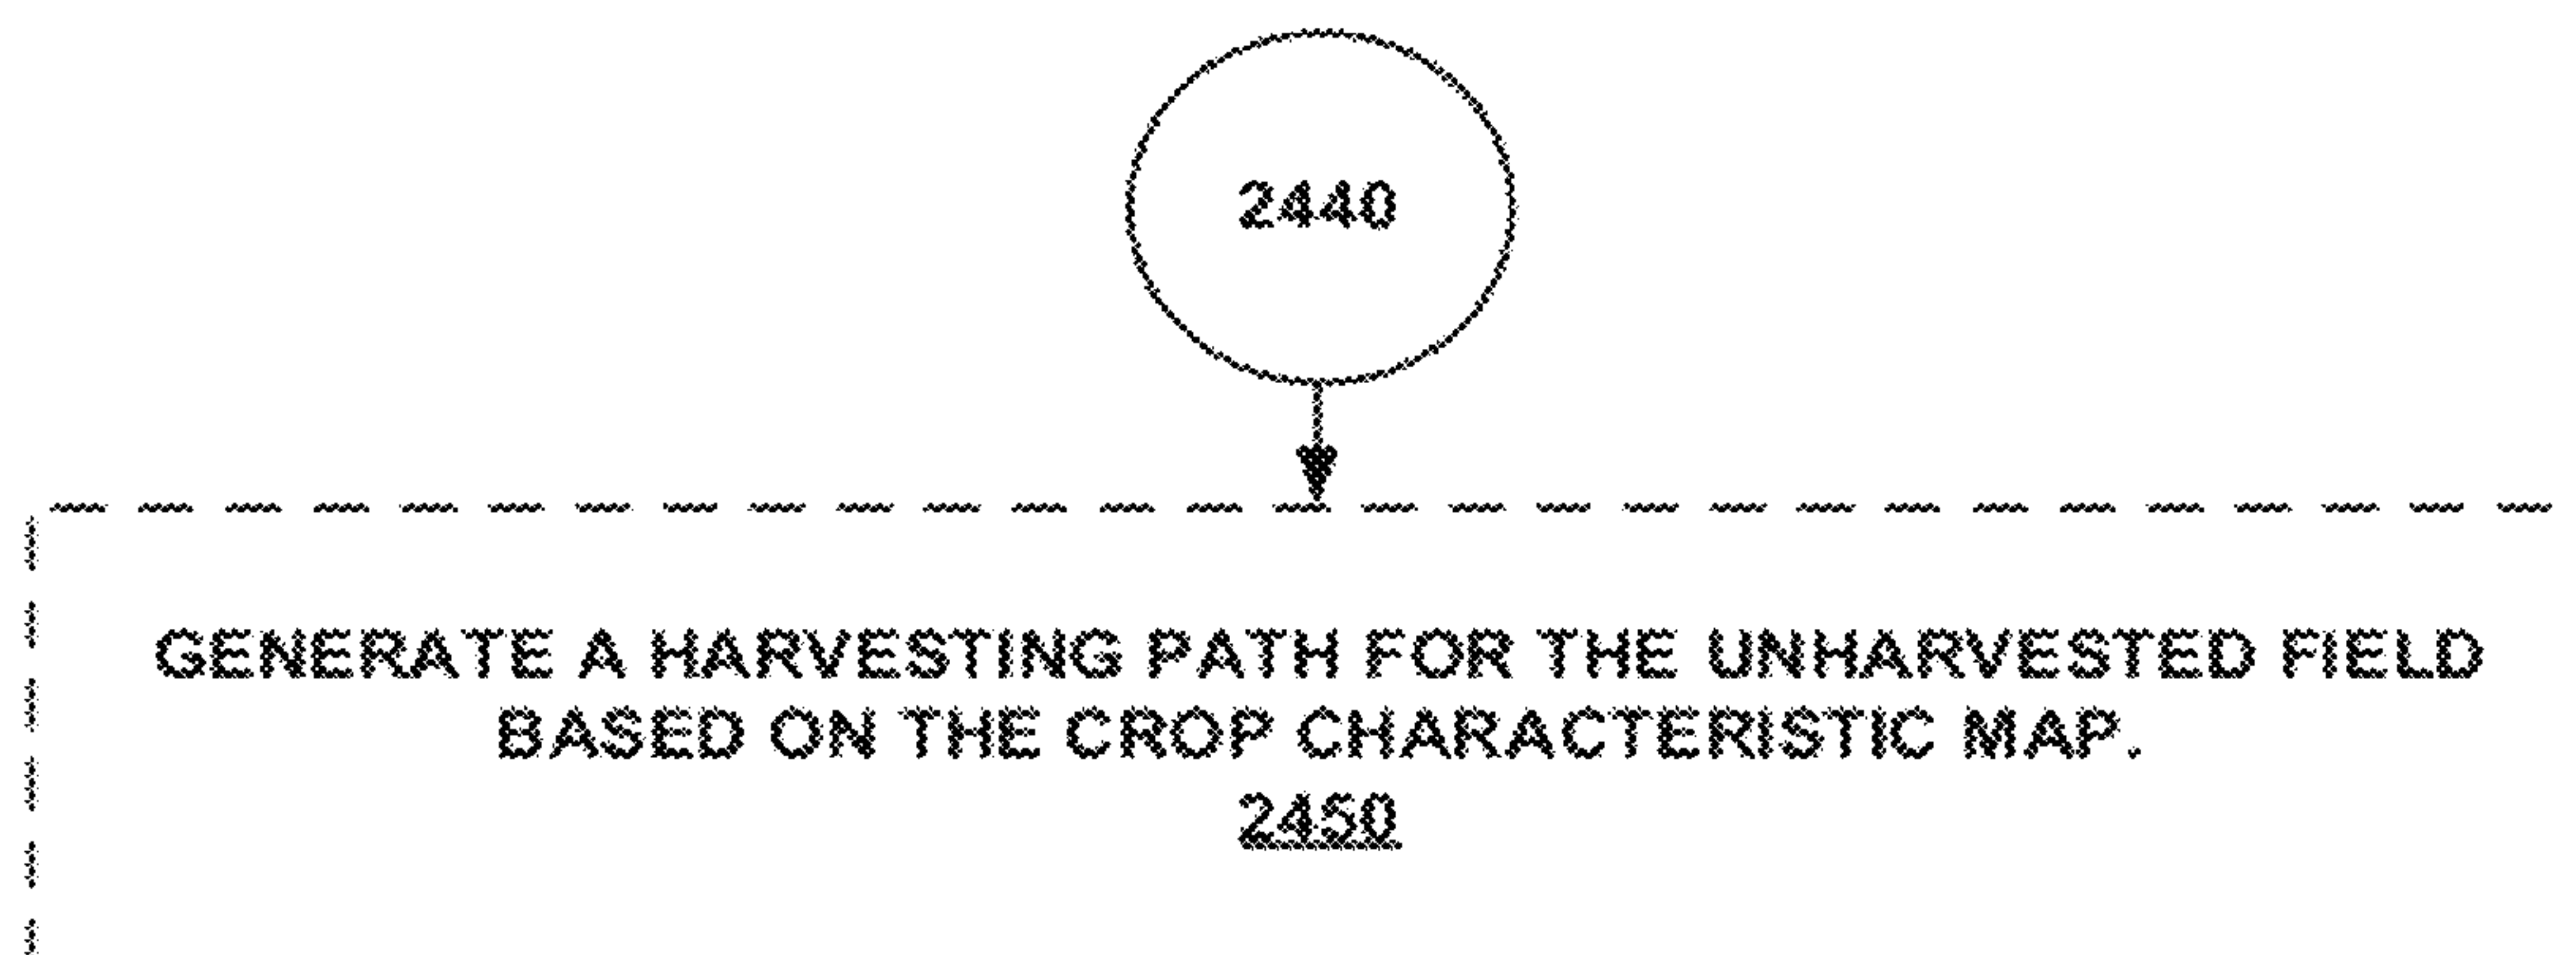 2440
GENERATE A HARVESTING PATH FOR THE UNHARVESTED FIELD
BASED ON THE CROP CHARACTERISTIC MAP.
2450